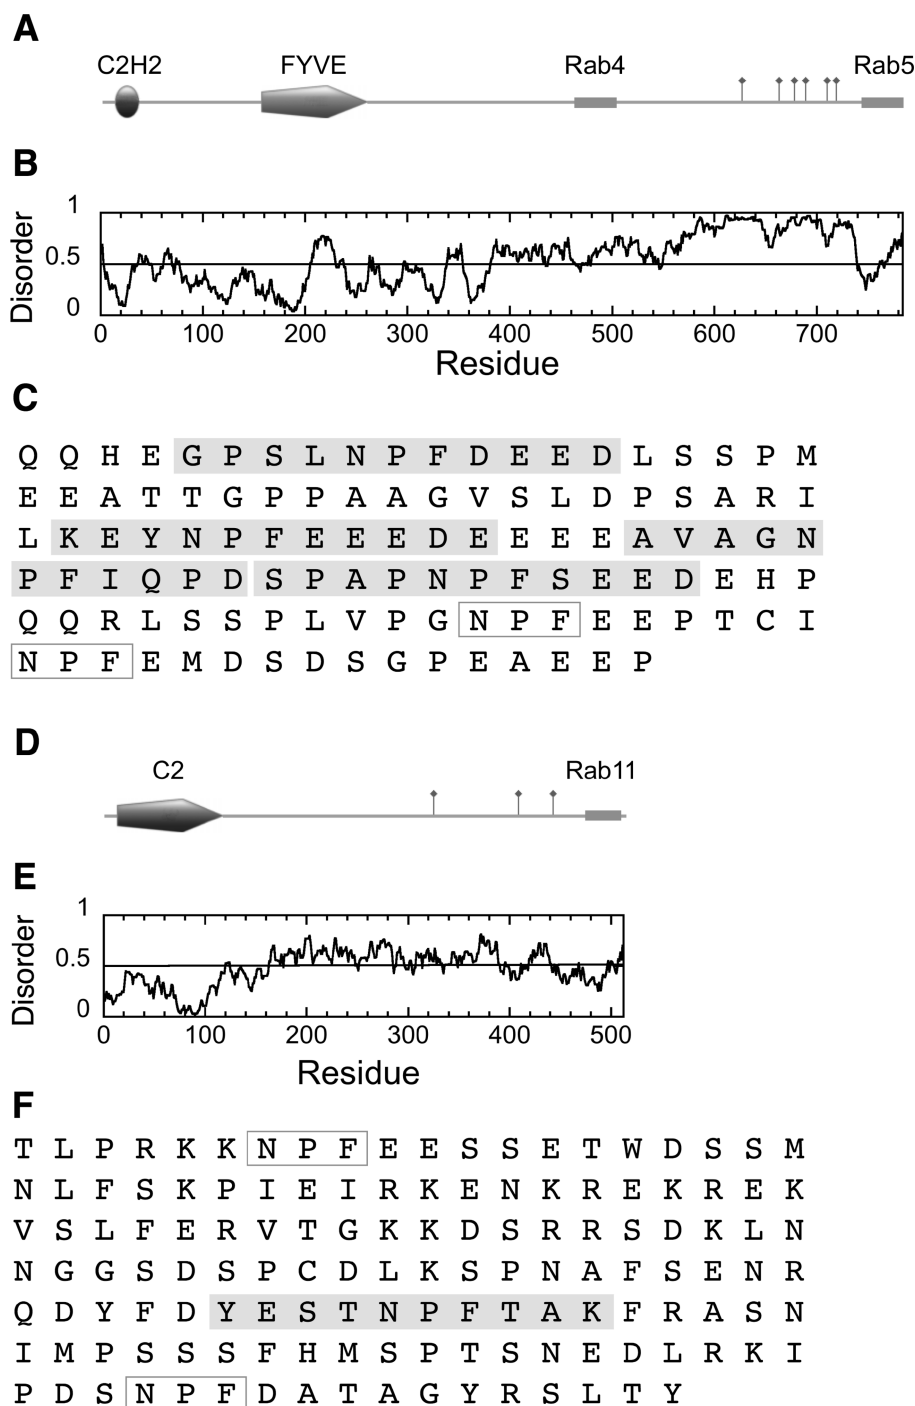 A
C2H2 FYVE Rab4 Rab5
B
1
0.5
0
Disorder
0 100 200 300 400 500 600 700
Residue
C
Q Q H E G P S L N P F D E E D L S S P M
E E A T T G P P A A G V S L D P S A R I
L K E Y N P F E E E D E E E E A V A G N
P F I Q P D S P A P N P F S E E D E H P
Q Q R L S S P L V P G N P F E E P T C I
N P F E M D S D S G P E A E E P
D
C2 Rab11
E
1
0.5
0
Disorder
0 100 200 300 400 500
Residue
F
T L P R K K N P F E E S S E T W D S S M
N L F S K P I E I R K E N K R E K R E K
V S L F E R V T G K K D S R R S D K L N
N G G S D S P C D L K S P N A F S E N R
Q D Y F D Y E S T N P F T A K F R A S N
I M P S S S F H M S P T S N E D L R K I
P D S N P F D A T A G Y R S L T Y